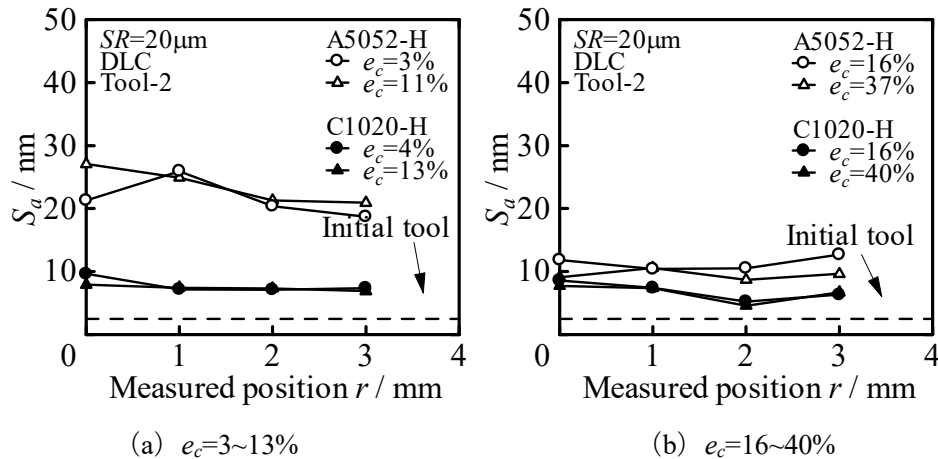 50
40
30
20
10
0
S_a / nm
SR=20μm
DLC
Tool-2
A5052-H
e_c=3%
e_c=11%
C1020-H
e_c=4%
e_c=13%
Initial tool
0 1 2 3 4
Measured position r / mm
(a) e_c=3~13%
50
40
30
20
10
0
S_a / nm
SR=20μm
DLC
Tool-2
A5052-H
e_c=16%
e_c=37%
C1020-H
e_c=16%
e_c=40%
Initial tool
1 2 3 4
Measured position r / mm
(b) e_c=16~40%